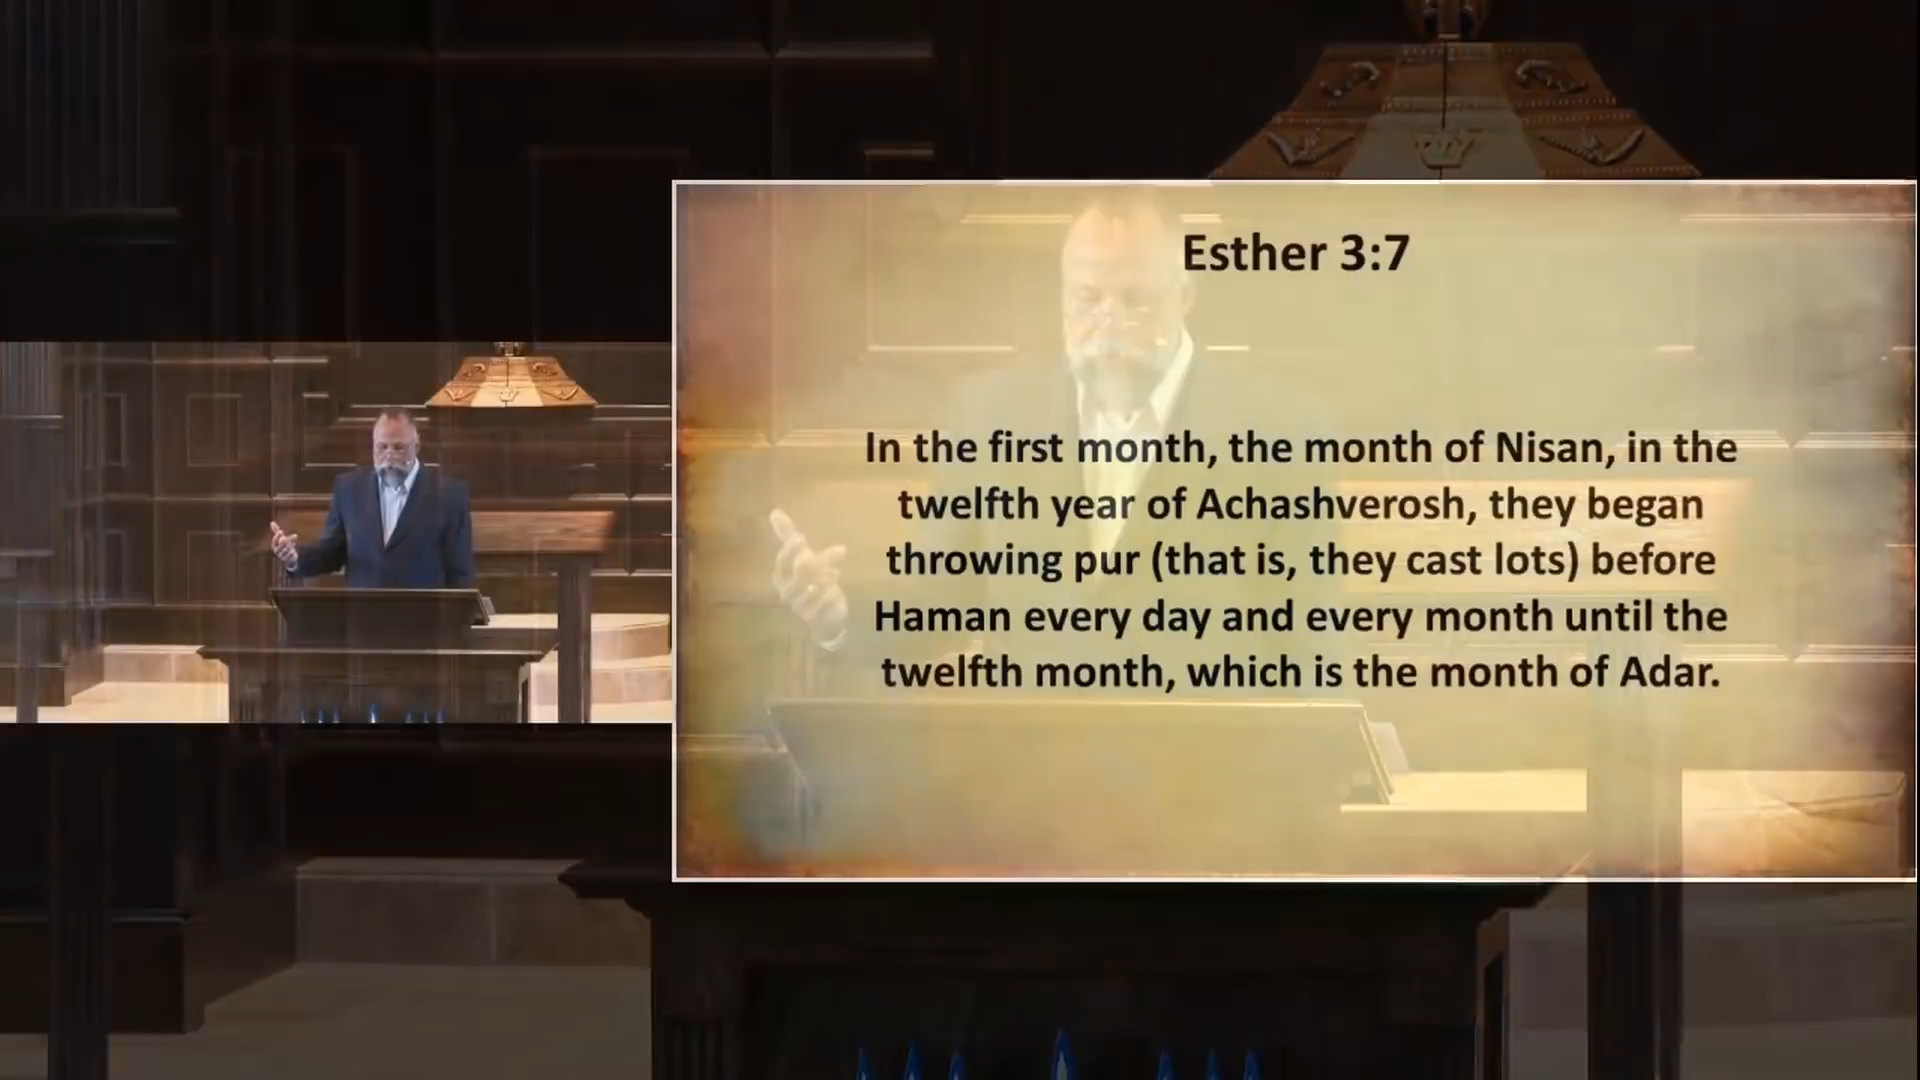 Esther 3:7
In the first month, the month of Nisan, in the
twelfth year of Achashverosh, they began
throwing pur (that is, they cast lots) before
Haman every day and every month until the
twelfth month, which is the month of Adar.